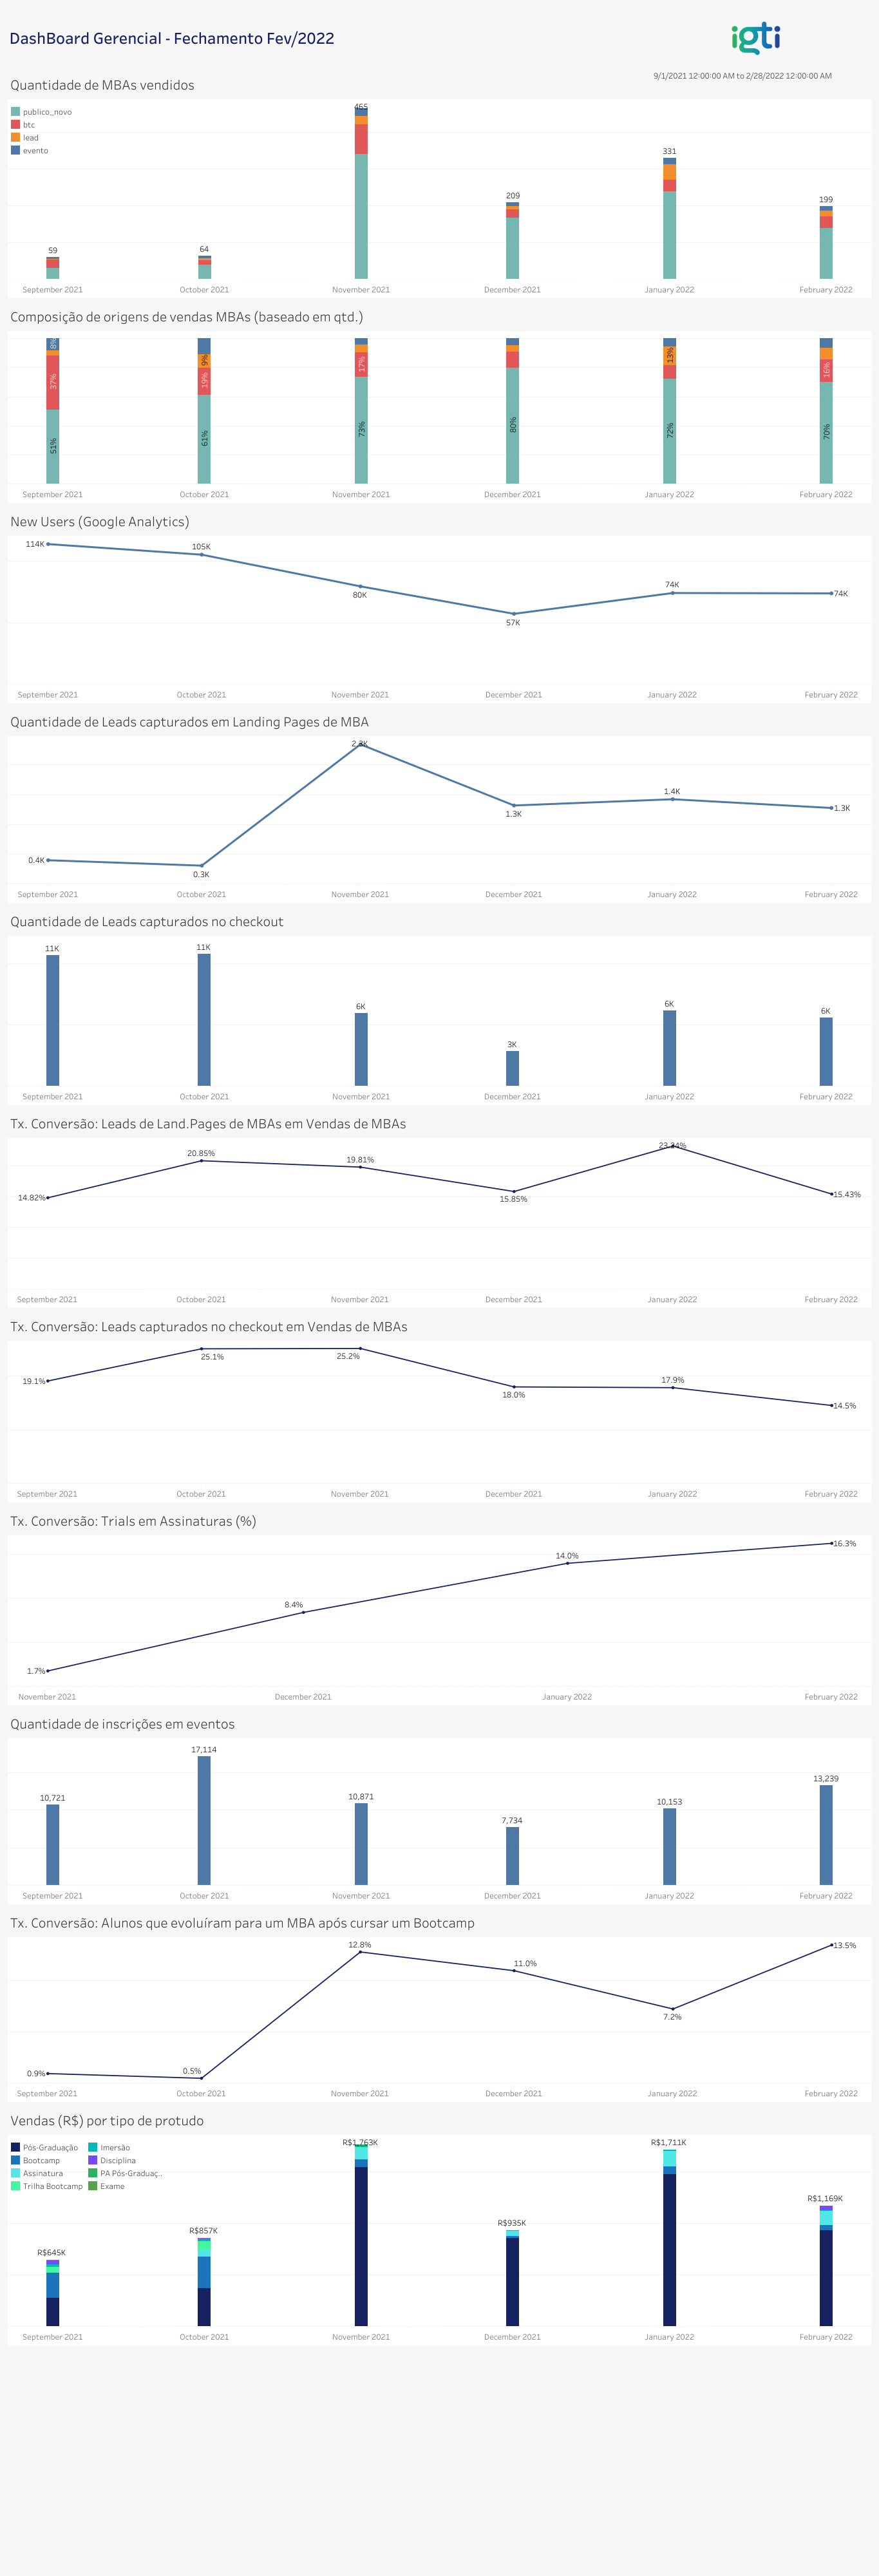 DashBoard Gerencial - Fechamento Fev/2022
igti
9/1/2021 12:00:00 AM to 2/28/2022 12:00:00 AM
Quantidade de MBAs vendidos
publico_novo
btc
lead
evento
59
64
465
209
331
199
September 2021
October 2021
November 2021
December 2021
January 2022
February 2022
Composição de origens de vendas MBAs (baseado em qtd.)
8%
37%
51%
9%
19%
61%
17%
73%
80%
13%
72%
16%
70%
September 2021
October 2021
November 2021
December 2021
January 2022
February 2022
New Users (Google Analytics)
114K
105K
80K
57K
74K
74K
September 2021
October 2021
November 2021
December 2021
January 2022
February 2022
Quantidade de Leads capturados em Landing Pages de MBA
0.4K
0.3K
1.3K
1.4K
1.3K
September 2021
October 2021
November 2021
December 2021
January 2022
February 2022
Quantidade de Leads capturados no checkout
11K
11K
6K
3K
6K
6K
September 2021
October 2021
November 2021
December 2021
January 2022
February 2022
Tx. Conversão: Leads de Land.Pages de MBAs em Vendas de MBAs
14.82%
20.85%
19.81%
15.85%
15.43%
September 2021
October 2021
November 2021
December 2021
January 2022
February 2022
Tx. Conversão: Leads capturados no checkout em Vendas de MBAs
19.1%
25.1%
25.2%
18.0%
17.9%
14.5%
September 2021
October 2021
November 2021
December 2021
January 2022
February 2022
Tx. Conversão: Trials em Assinaturas (%)
1.7%
8.4%
14.0%
16.3%
November 2021
December 2021
January 2022
February 2022
Quantidade de inscrições em eventos
10,721
17,114
10,871
7,734
10,153
13,239
September 2021
October 2021
November 2021
December 2021
January 2022
February 2022
Tx. Conversão: Alunos que evoluíram para um MBA após cursar um Bootcamp
0.9%
0.5%
12.8%
11.0%
7.2%
13.5%
September 2021
October 2021
November 2021
December 2021
January 2022
February 2022
Vendas (R$) por tipo de protudo
Pós-Graduação
Imersão
Bootcamp
Disciplina
Assinatura
PA Pós-Graduaç..
Trilha Bootcamp
Exame
R$645K
R$857K
R$1,763K
R$935K
R$1,711K
R$1,169K
September 2021
October 2021
November 2021
December 2021
January 2022
February 2022